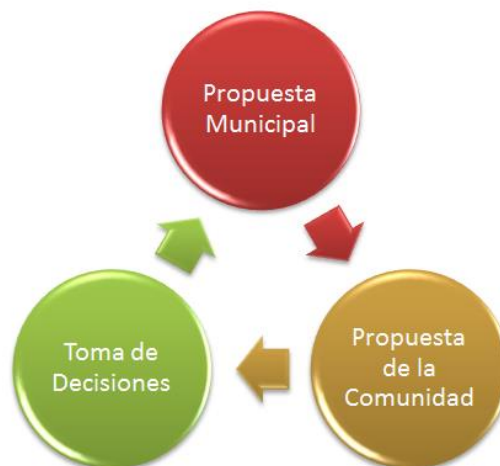 Propuesta
Municipal
Propuesta
de la
Comunidad
Toma de
Decisiones